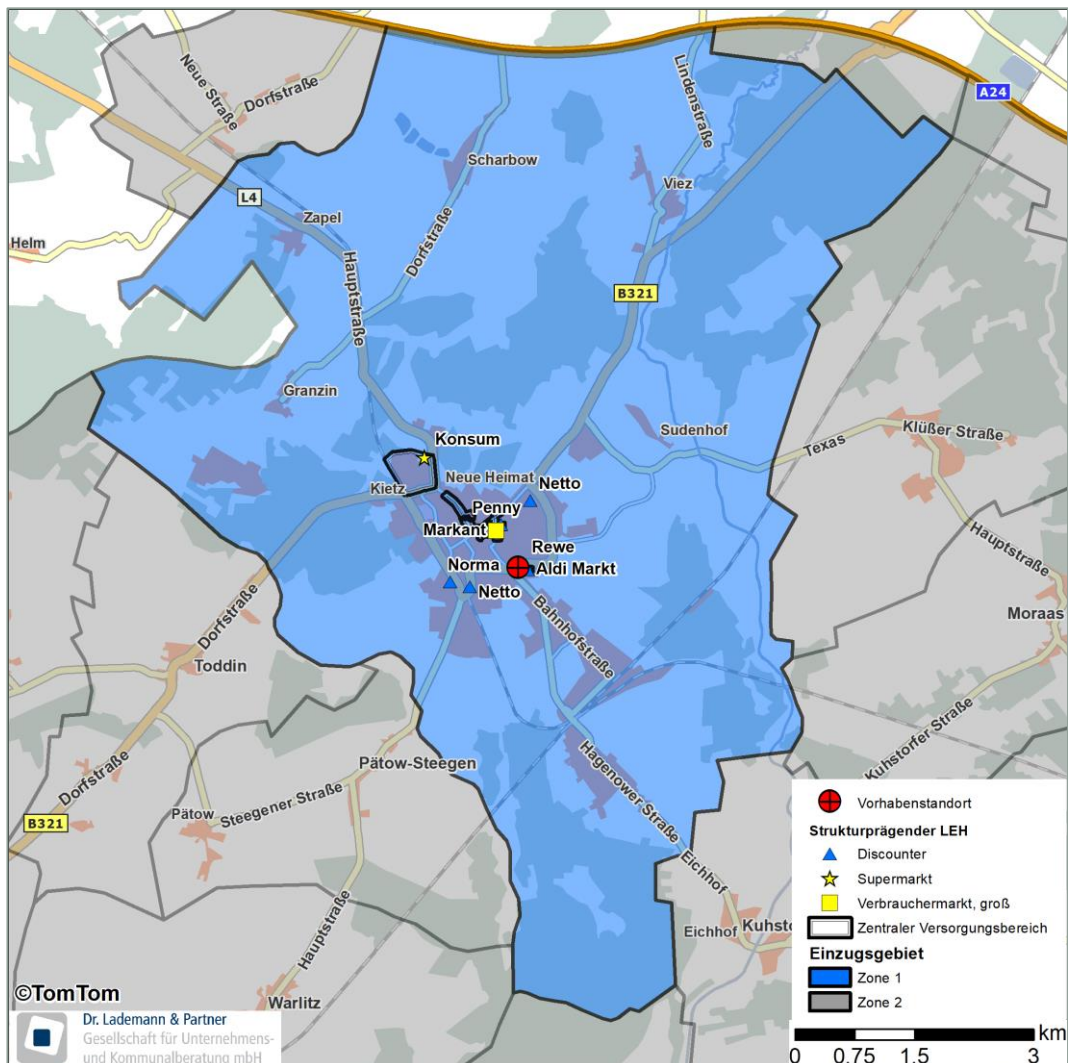 Neue Straße
Dorfstraße
Lindenstraße
A24
Scharbow
Viez
L4
Zapel
Helm
Dorfstraße
Hauptstraße
B321
Granzin
Klüßer Straße
Sudenhof
Texas
Konsum
Neue Heimat
Netto
Kietz
Penny
Markant
Hauptstraße
Rewe
Norma
Aldi Markt
Netto
Bahnhofstraße
Dorfstraße
Moraas
Toddin
Kuhstorfer Straße
Pätow-Steegen
Hagenower Straße
Dorfstraße
Steegener Straße
Pätow
B321
Eichhof
Eichhof
Kuhsto
Hauptstraße
Warlitz
Vorhabenstandort
Strukturprägender LEH
Discounter
Supermarkt
Verbrauchermarkt, groß
Zentraler Versorgungsbereich
Einzugsgebiet
Zone 1
Zone 2
km
0 0.75 1.5 3
©TomTom
Dr. Lademann & Partner
Gesellschaft für Unternehmens-
und Kommunalberatung mbH